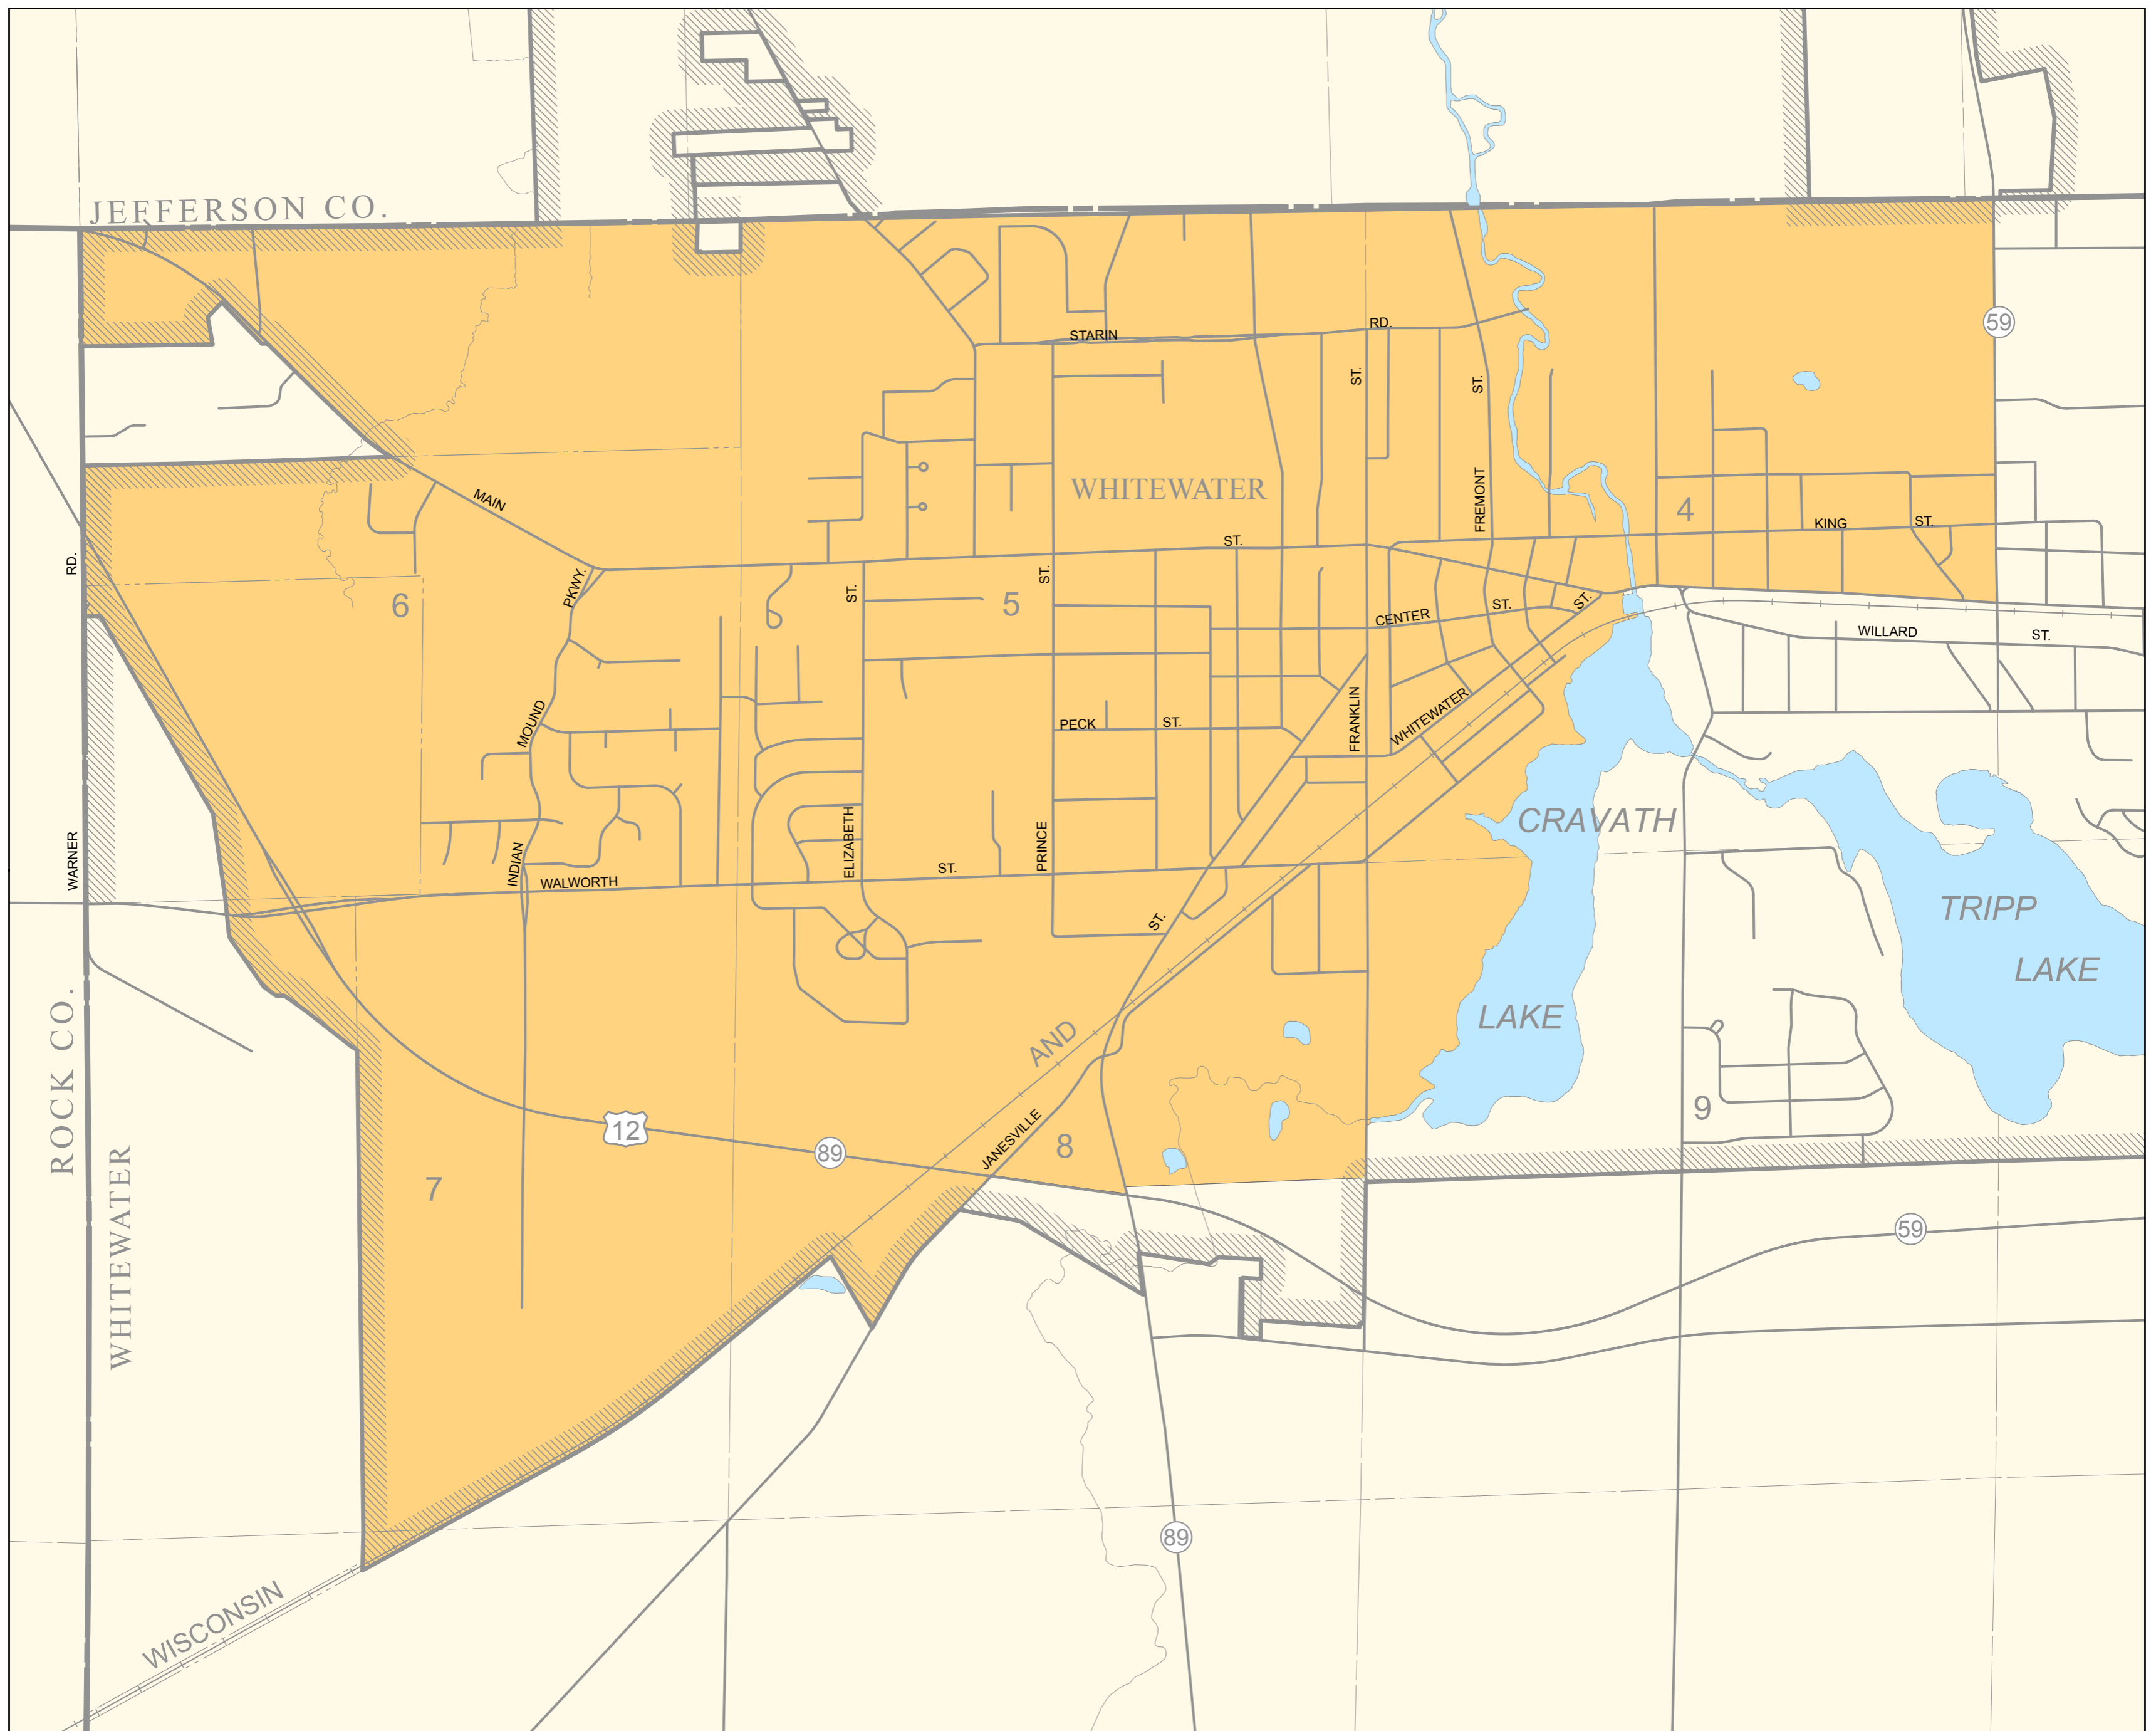 JEFFERSON CO.
59
STARIN
RD.
ST.
ST.
WHITEWATER
MAIN
FREMONT
4
KING
ST.
ST.
RD.
PKWY.
ST.
ST.
6
5
CENTER
ST.
ST.
WILLARD
ST.
MOUND
PECK
ST.
FRANKLIN
WHITEWATER
CRAVATH
WARNER
INDIAN
ELIZABETH
PRINCE
WALWORTH
ST.
ST.
TRIPP
LAKE
LAKE
ROCK CO.
AND
12
89
JANESVILLE
8
9
7
WHITEWATER
59
89
WISCONSIN